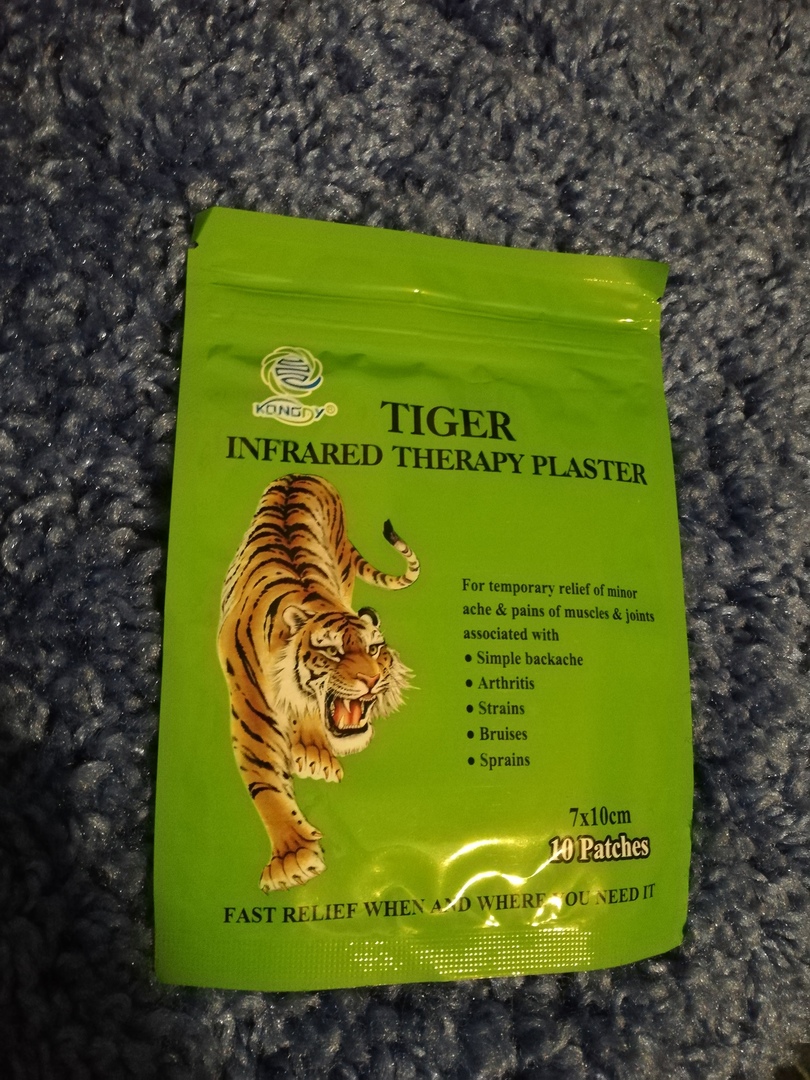 KONGDY®
TIGER
INFRARED THERAPY PLASTER
For temporary relief of minor
ache & pains of muscles & joints
associated with
● Simple backache
● Arthritis
● Strains
● Bruises
● Sprains
7x10cm
10 Patches
FAST RELIEF WHEN AND WHERE YOU NEED IT